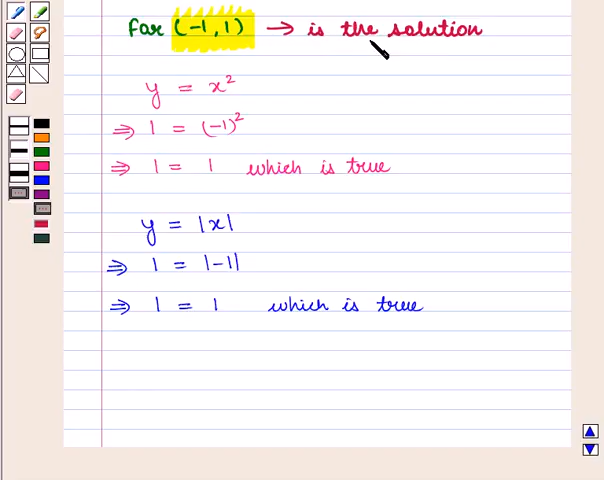 For (-1,1) → is the solution
y = x²
⇒ 1 = (-1)²
⇒ 1 = 1 which is true
y = |x|
⇒ 1 = |-1|
⇒ 1 = 1 which is true